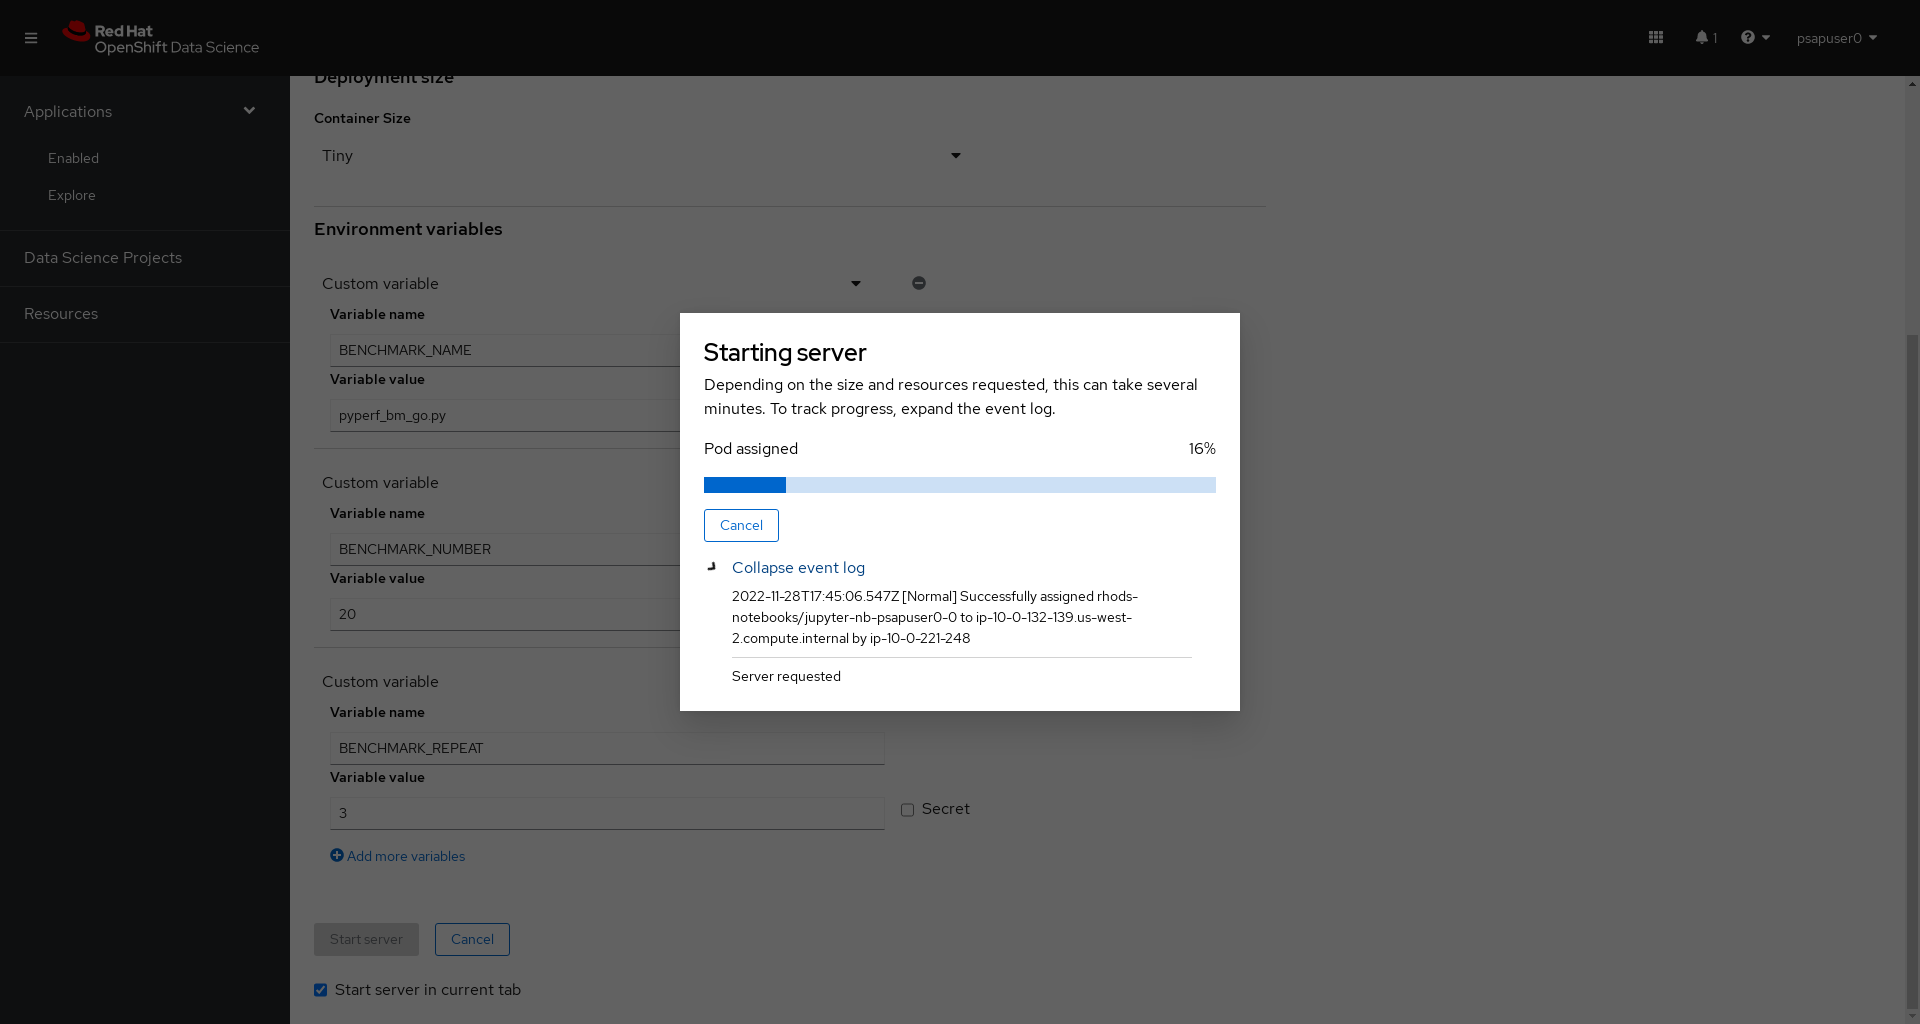 Red Hat
OpenShift Data Science
1
psapuser0
Applications
Enabled
Explore
Data Science Projects
Resources
Deployment size
Container Size
Tiny
Environment variables
Custom variable
Variable name
BENCHMARK_NAME
Variable value
pyperf_bm_go.py
Custom variable
Variable name
BENCHMARK_NUMBER
Variable value
20
Custom variable
Variable name
BENCHMARK_REPEAT
Variable value
3
Secret
Add more variables
Start server
Cancel
Start server in current tab
Starting server
Depending on the size and resources requested, this can take several
minutes. To track progress, expand the event log.
Pod assigned
16%
Cancel
Collapse event log
2022-11-28T17:45:06.547Z [Normal] Successfully assigned rhods-
notebooks/jupyter-nb-psapuser0-0 to ip-10-0-132-139.us-west-
2.compute.internal by ip-10-0-221-248
Server requested